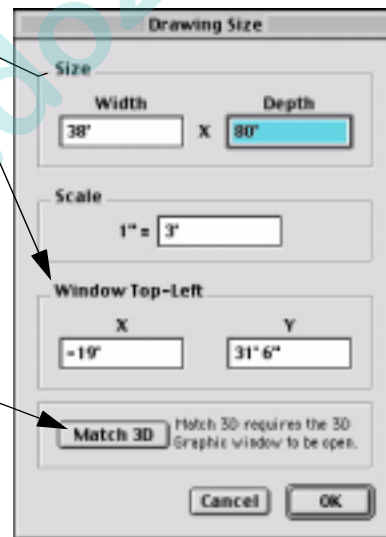 Drawing Size
Size
Width Depth
38' X 80'
Scale
1"= 3'
Window Top-Left
X Y
-19' 31' 6"
Match 3D Match 3D requires the 3D
Graphic window to be open.
Cancel OK